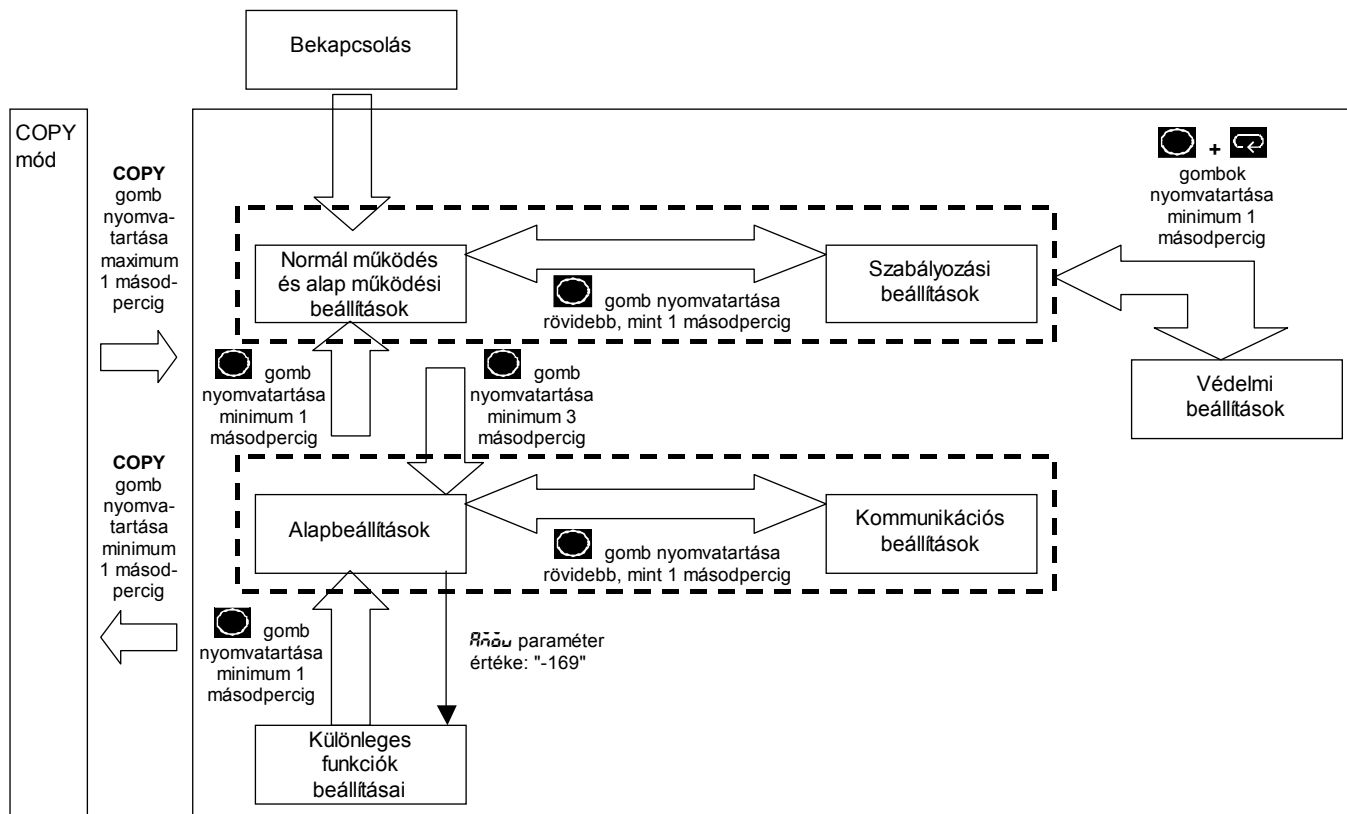 Bekapcsolás
COPY
mód
COPY
gomb
nyomva-
tartása
maximum
1 másod-
percig
+
gombok
nyomvatartása
minimum 1
másodpercig
Normál működés
és alap működési
beállítások
gomb nyomvatartása
rövidebb, mint 1 másodpercig
Szabályozási
beállítások
Védelmi
beállítások
gomb
nyomvatartása
minimum 1
másodpercig
gomb
nyomvatartása
minimum 3
másodpercig
COPY
gomb
nyomva-
tartása
minimum
1 másod-
percig
Alapbeállítások
gomb nyomvatartása
rövidebb, mint 1 másodpercig
Kommunikációs
beállítások
gomb
nyomvatartása
minimum 1
másodpercig
paraméter
értéke: "-169"
Különleges
funkciók
beállításai